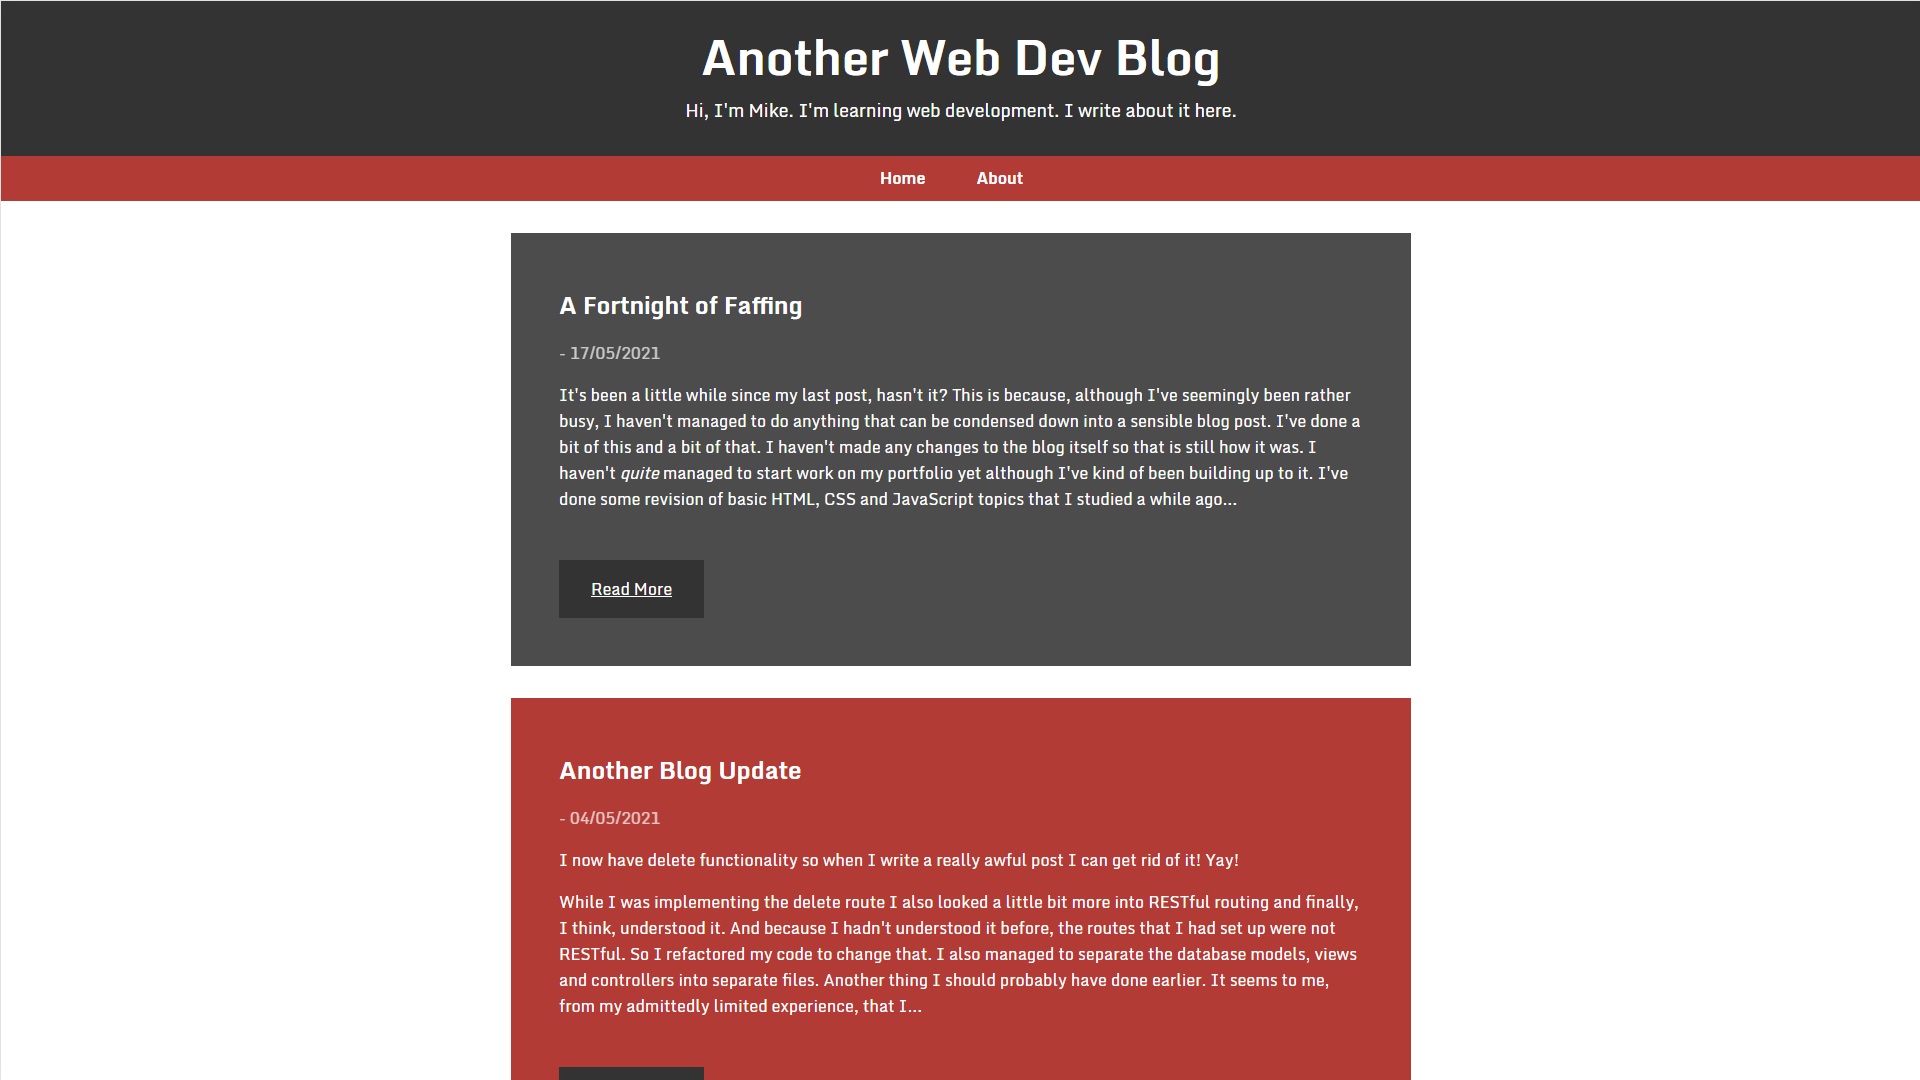 Another Web Dev Blog
Hi, I'm Mike. I'm learning web development. I write about it here.
Home About
A Fortnight of Faffing
- 17/05/2021
It's been a little while since my last post, hasn't it? This is because, although I've seemingly been rather
busy, I haven't managed to do anything that can be condensed down into a sensible blog post. I've done a
bit of this and a bit of that. I haven't made any changes to the blog itself so that is still how it was. I
haven't quite managed to start work on my portfolio yet although I've kind of been building up to it. I've
done some revision of basic HTML, CSS and JavaScript topics that I studied a while ago...
Read More
Another Blog Update
- 04/05/2021
I now have delete functionality so when I write a really awful post I can get rid of it! Yay!
While I was implementing the delete route I also looked a little bit more into RESTful routing and finally,
I think, understood it. And because I hadn't understood it before, the routes that I had set up were not
RESTful. So I refactored my code to change that. I also managed to separate the database models, views
and controllers into separate files. Another thing I should probably have done earlier. It seems to me,
from my admittedly limited experience, that I...